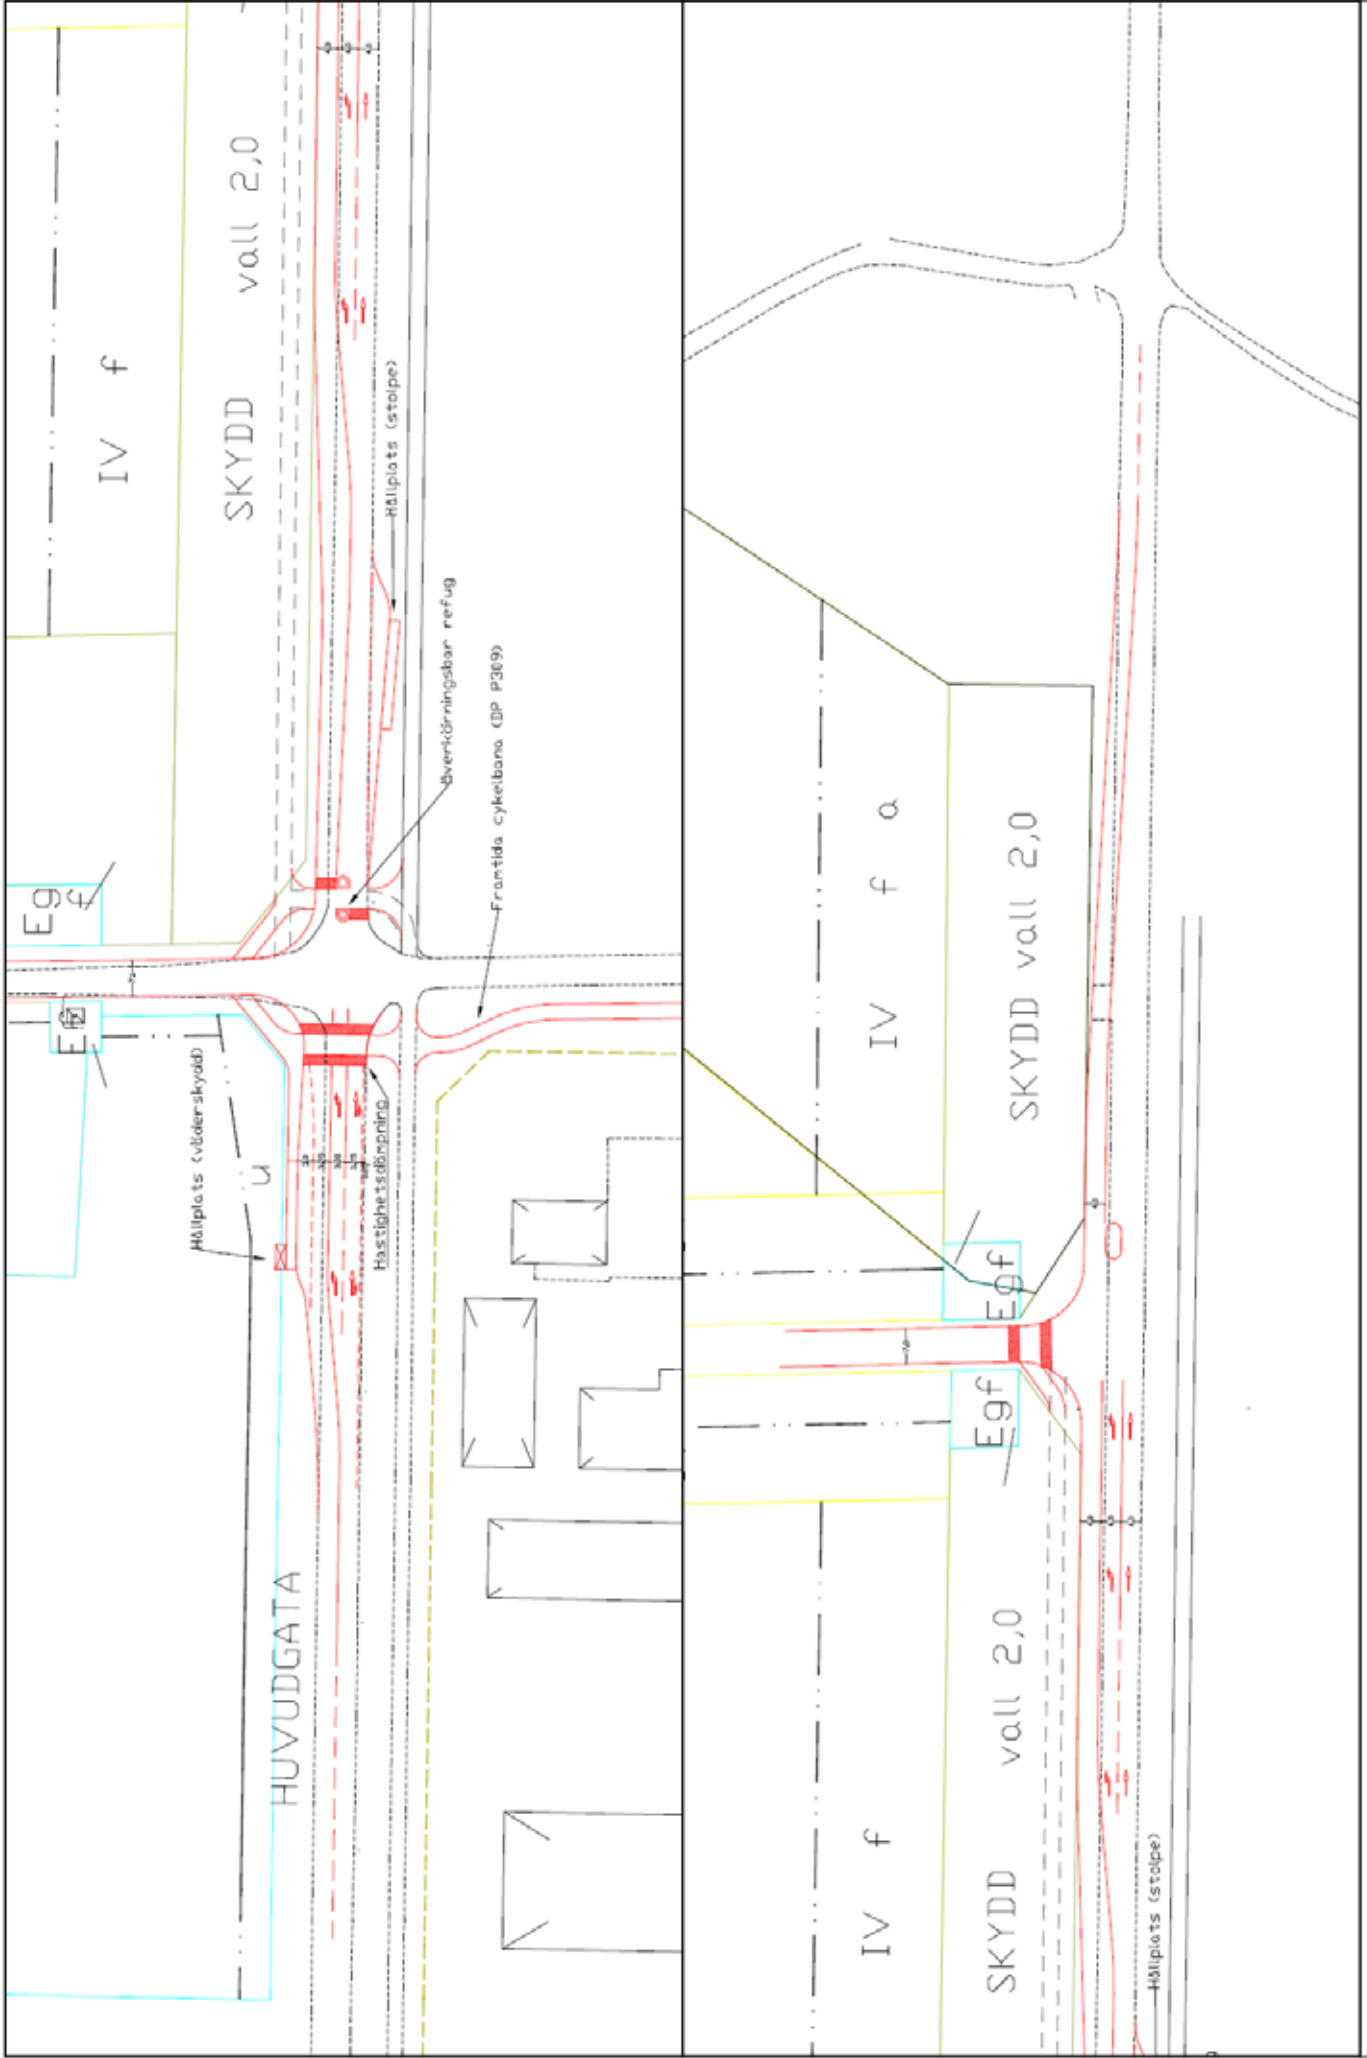 IV f
SKYDD vall 2,0
Hållplats (stolpe)
Överkörningsbar refug
Framtida cykelbana (DP P309)
Eg
f
Hållplats (väderskydd)
u
Hastighetsdämpning
HUVUDGATA
IV f a
SKYDD vall 2,0
Egf
Egf
IV f
SKYDD vall 2,0
Hållplats (stolpe)